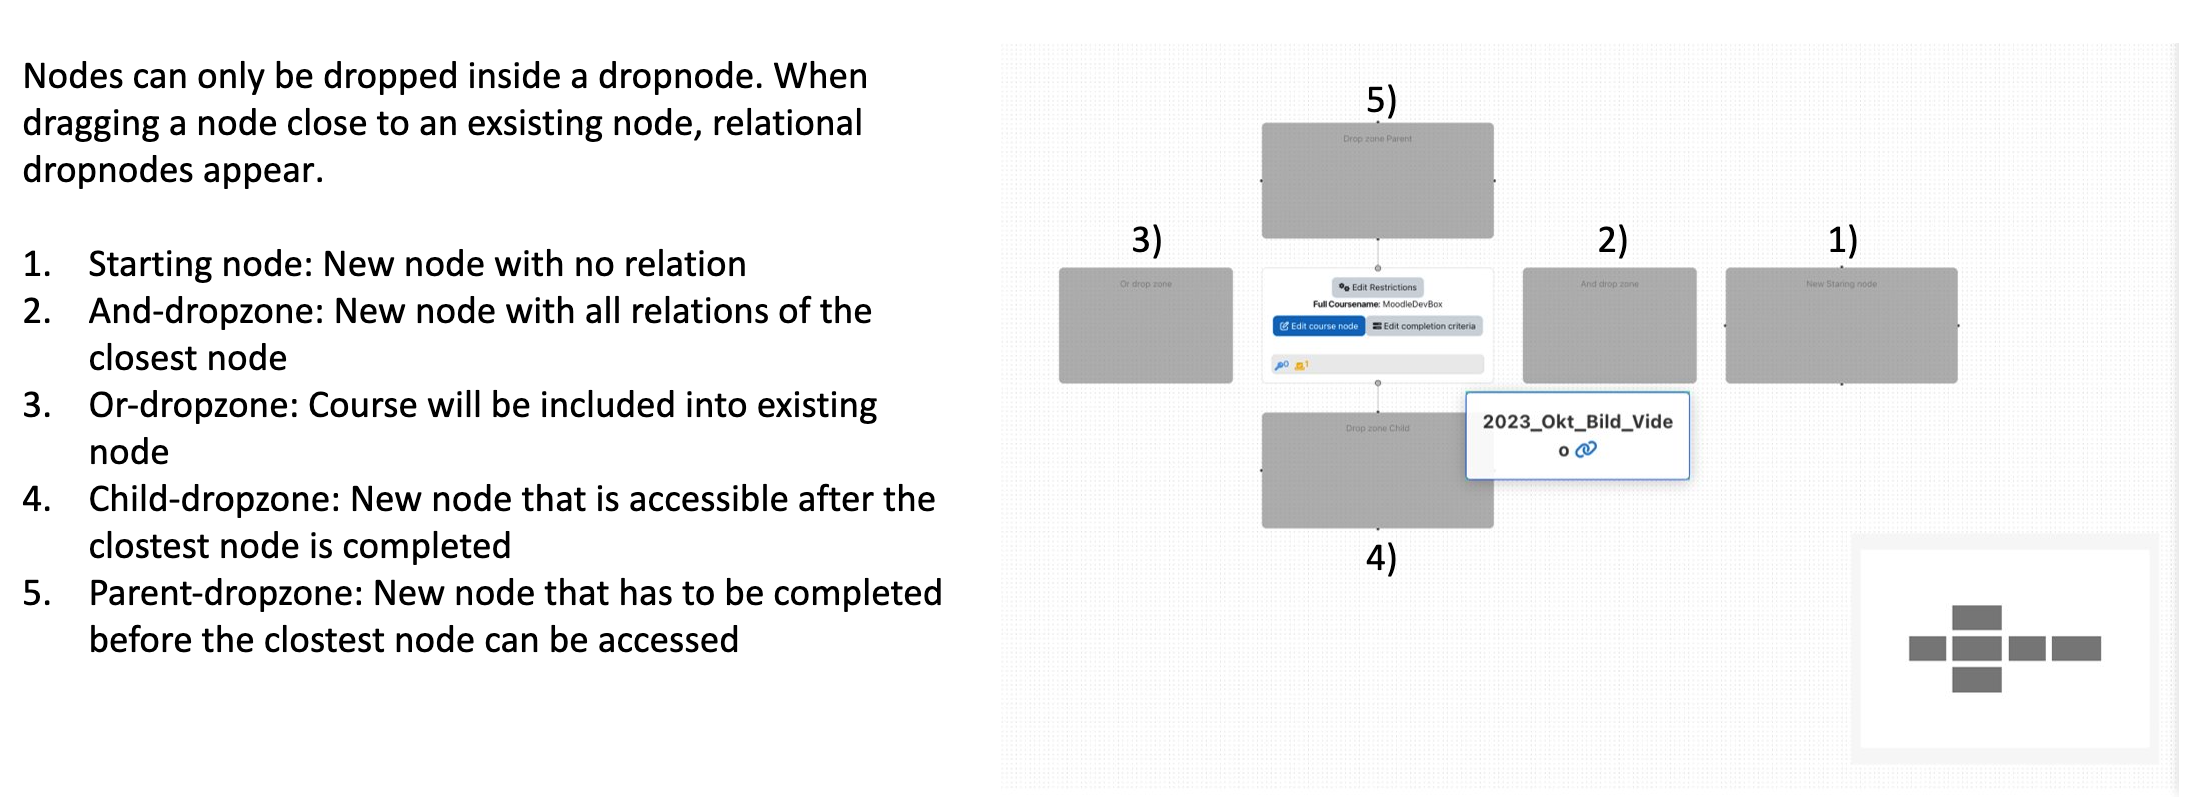 Nodes can only be dropped inside a dropnode. When
dragging a node close to an exsisting node, relational
dropnodes appear.
1. Starting node: New node with no relation
2. And-dropzone: New node with all relations of the
closest node
3. Or-dropzone: Course will be included into existing
node
4. Child-dropzone: New node that is accessible after the
clostest node is completed
5. Parent-dropzone: New node that has to be completed
before the clostest node can be accessed
5)
Drop zone Parent
3)
2)
1)
Or drop zone
Edit Restrictions
And drop zone
New Staring node
Full Coursename: MoodleDevBox
Edit course node
Edit completion criteria
0
1
Drop zone Child
2023_Okt_Bild_Vide
o
4)